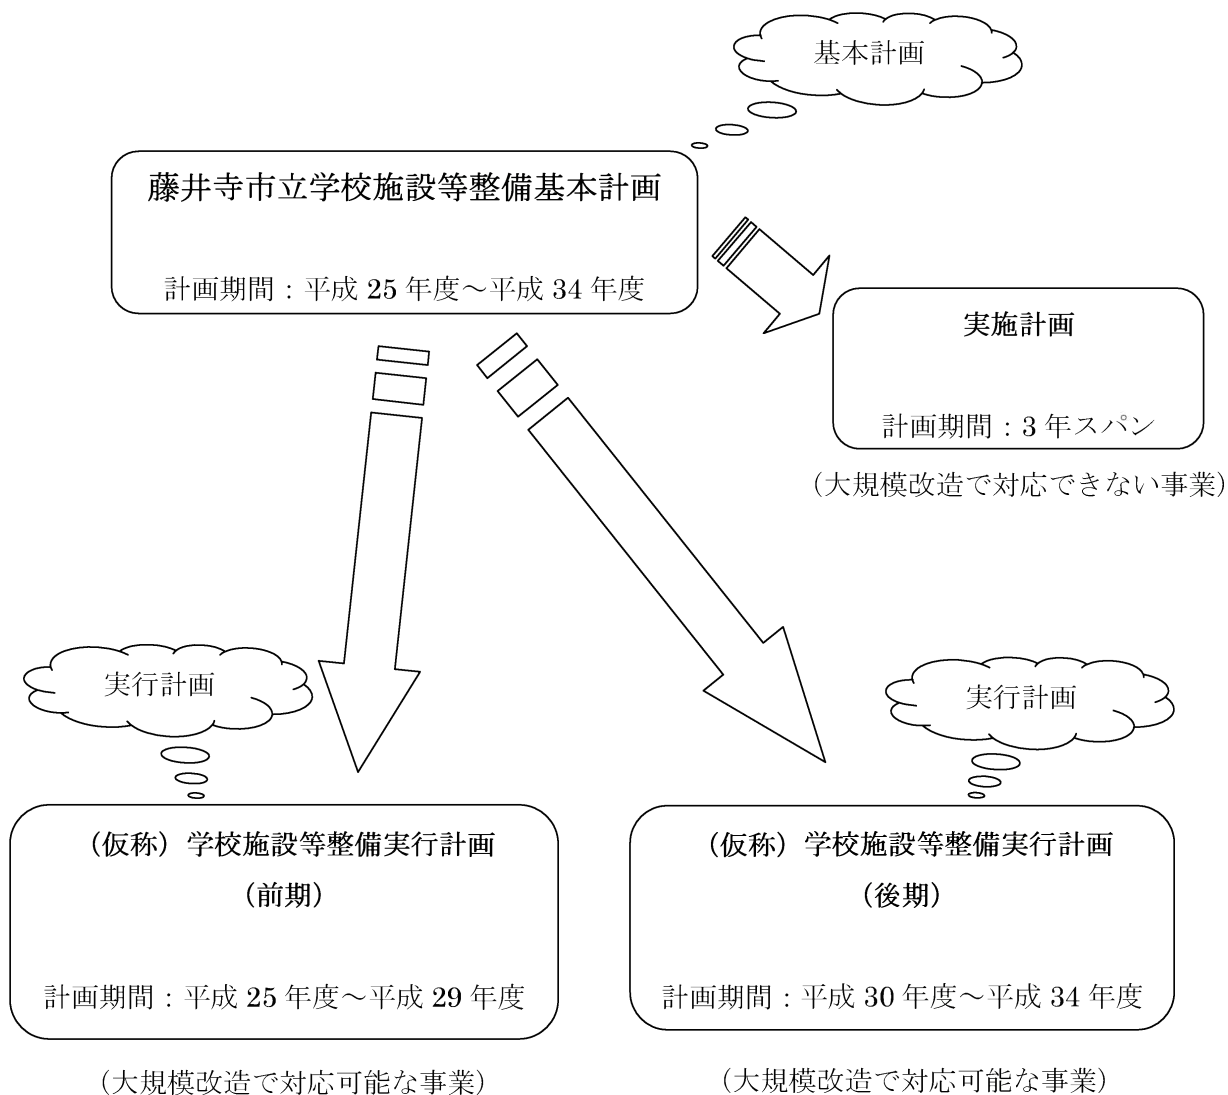 基本計画
藤井寺市立学校施設等整備基本計画
計画期間：平成 25 年度～平成 34 年度
実施計画
計画期間：3 年スパン
（大規模改造で対応できない事業）
実行計画
（仮称）学校施設等整備実行計画
（前期）
計画期間：平成 25 年度～平成 29 年度
（大規模改造で対応可能な事業）
実行計画
（仮称）学校施設等整備実行計画
（後期）
計画期間：平成 30 年度～平成 34 年度
（大規模改造で対応可能な事業）